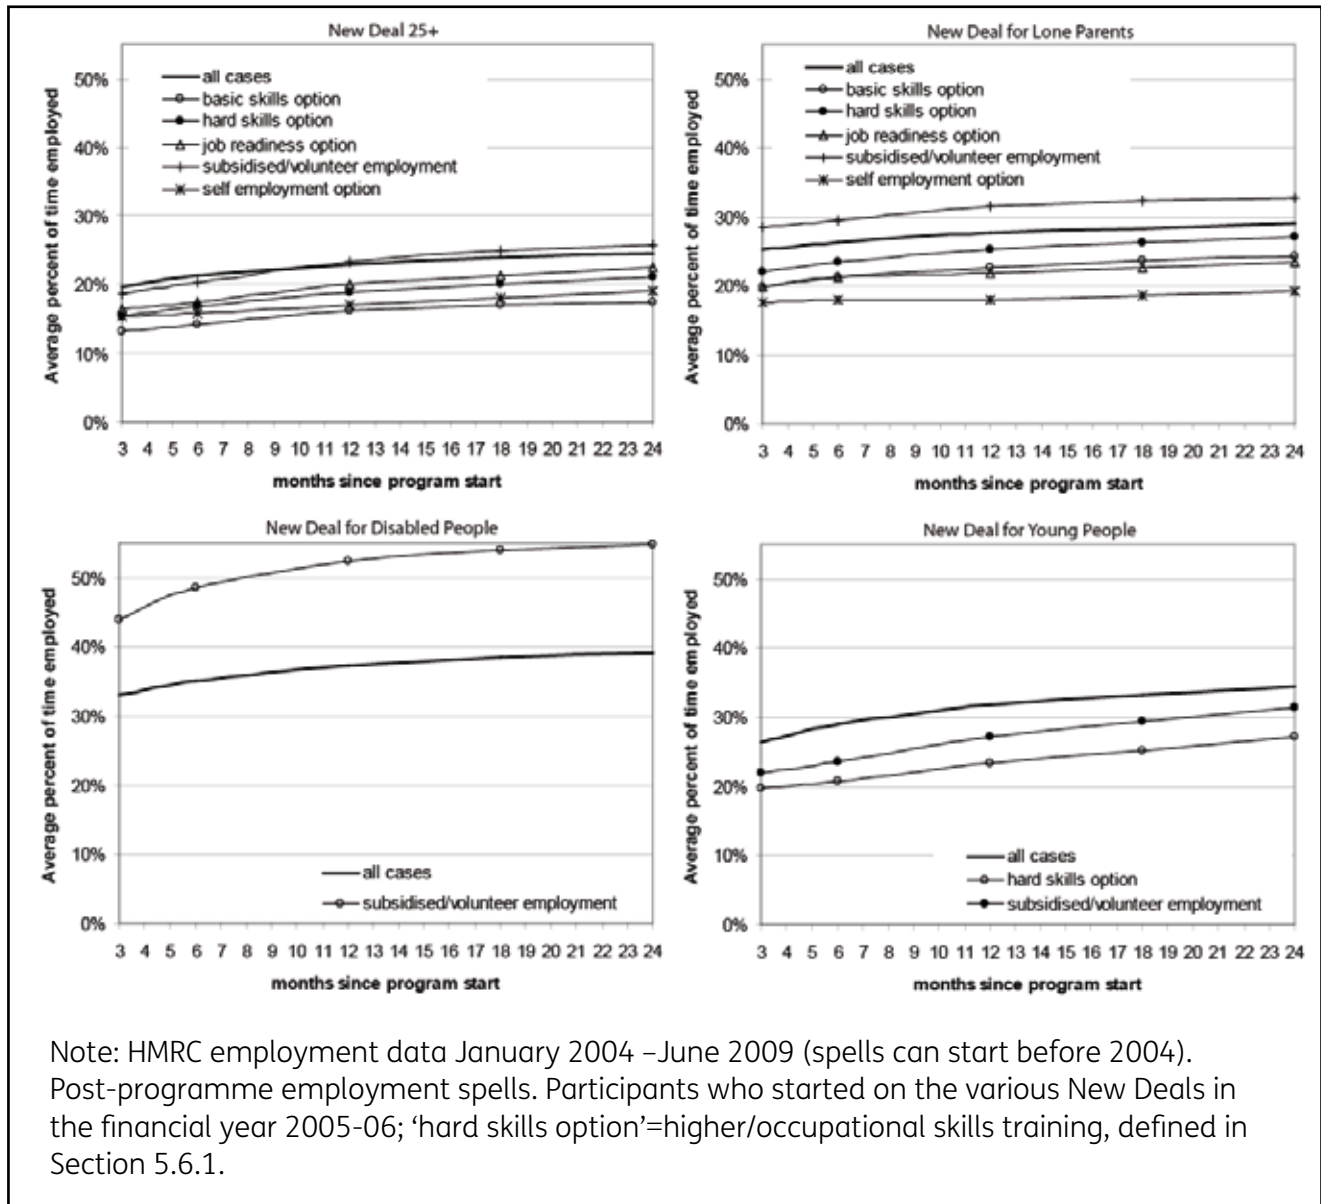 New Deal 25+
50%
40%
30%
20%
10%
0%
Average percent of time employed
all cases
basic skills option
hard skills option
job readiness option
subsidised/volunteer employment
self employment option
3 4 5 6 7 8 9 10 11 12 13 14 15 16 17 18 19 20 21 22 23 24
months since program start
New Deal for Lone Parents
50%
40%
30%
20%
10%
0%
Average percent of time employed
all cases
basic skills option
hard skills option
job readiness option
subsidised/volunteer employment
self employment option
3 4 5 6 7 8 9 10 11 12 13 14 15 16 17 18 19 20 21 22 23 24
months since program start
New Deal for Disabled People
50%
40%
30%
20%
10%
0%
Average percent of time employed
all cases
subsidised/volunteer employment
3 4 5 6 7 8 9 10 11 12 13 14 15 16 17 18 19 20 21 22 23 24
months since program start
New Deal for Young People
50%
40%
30%
20%
10%
0%
Average percent of time employed
all cases
hard skills option
subsidised/volunteer employment
3 4 5 6 7 8 9 10 11 12 13 14 15 16 17 18 19 20 21 22 23 24
months since program start
Note: HMRC employment data January 2004 –June 2009 (spells can start before 2004).
Post-programme employment spells. Participants who started on the various New Deals in
the financial year 2005-06; ‘hard skills option’=higher/occupational skills training, defined in
Section 5.6.1.